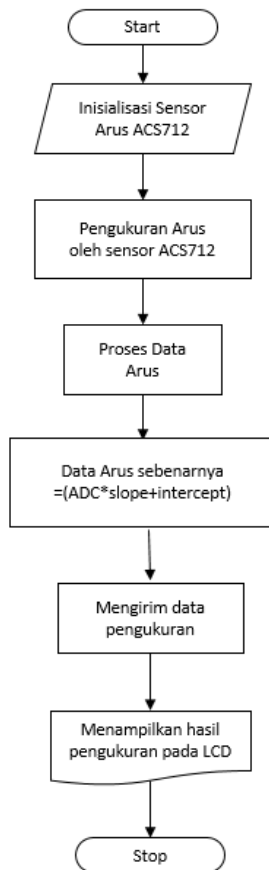 Start
Inisialisasi Sensor
Arus ACS712
Pengukuran Arus
oleh sensor ACS712
Proses Data
Arus
Data Arus sebenarnya
=(ADC*slope+intercept)
Mengirim data
pengukuran
Menampilkan hasil
pengukuran pada LCD
Stop